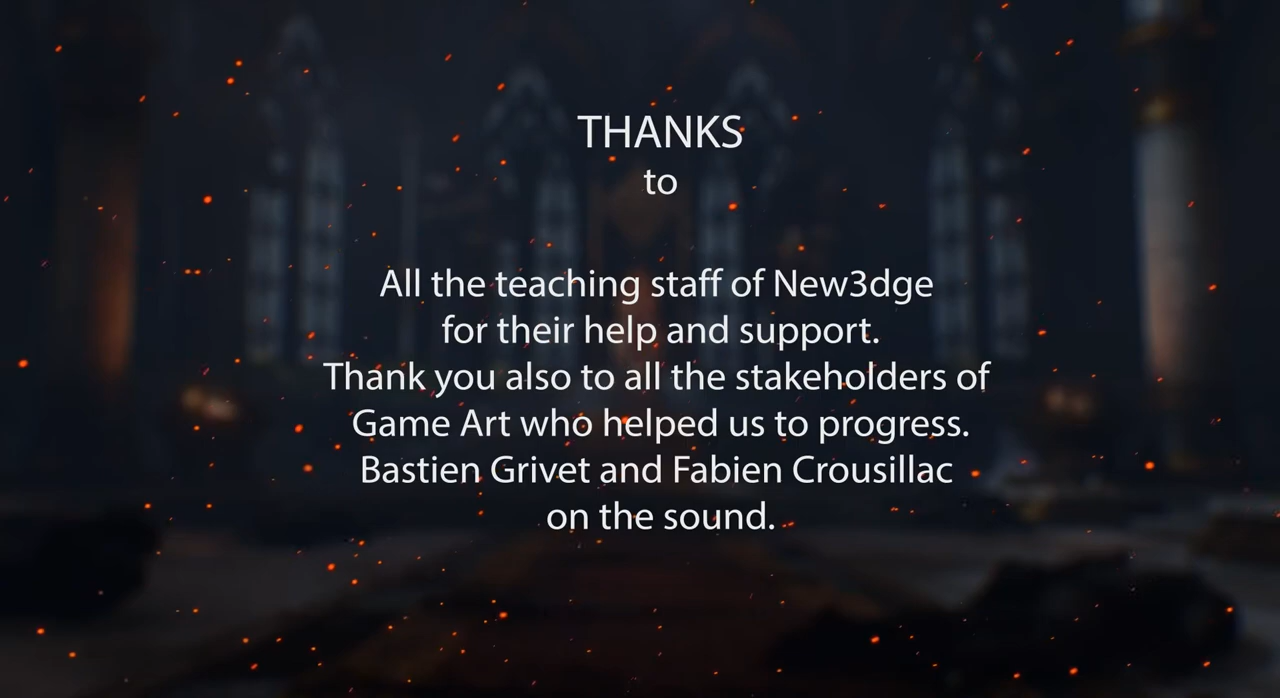 THANKS
to
All the teaching staff of New3dge
for their help and support.
Thank you also to all the stakeholders of
Game Art who helped us to progress.
Bastien Grivet and Fabien Crousillac
on the sound.